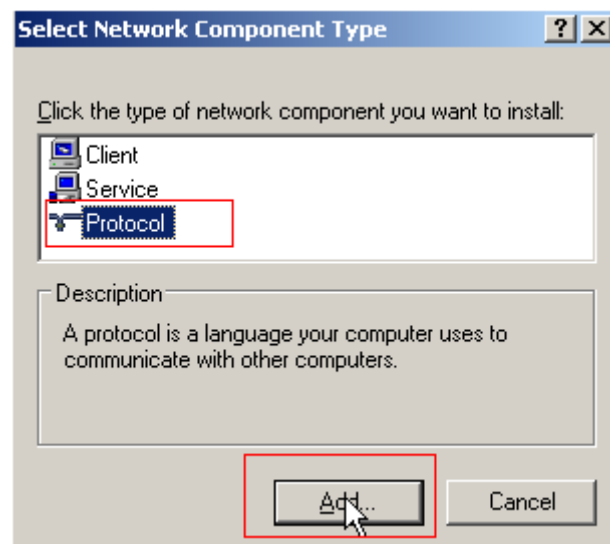 Select Network Component Type
Click the type of network component you want to install:
Client
Service
Protocol
Description
A protocol is a language your computer uses to
communicate with other computers.
Add...
Cancel